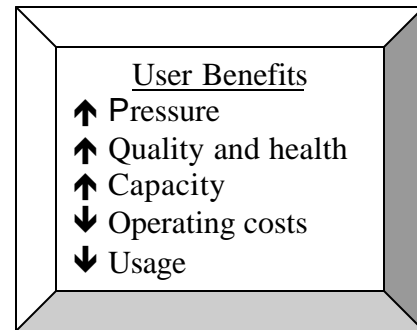 User Benefits
↑ Pressure
↑ Quality and health
↑ Capacity
↓ Operating costs
↓ Usage